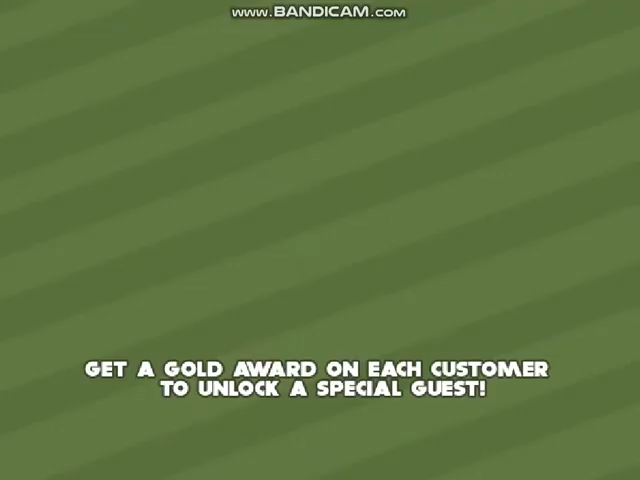 www.BANDICAM.com
GET A GOLD AWARD ON EACH CUSTOMER
TO UNLOCK A SPECIAL GUEST!